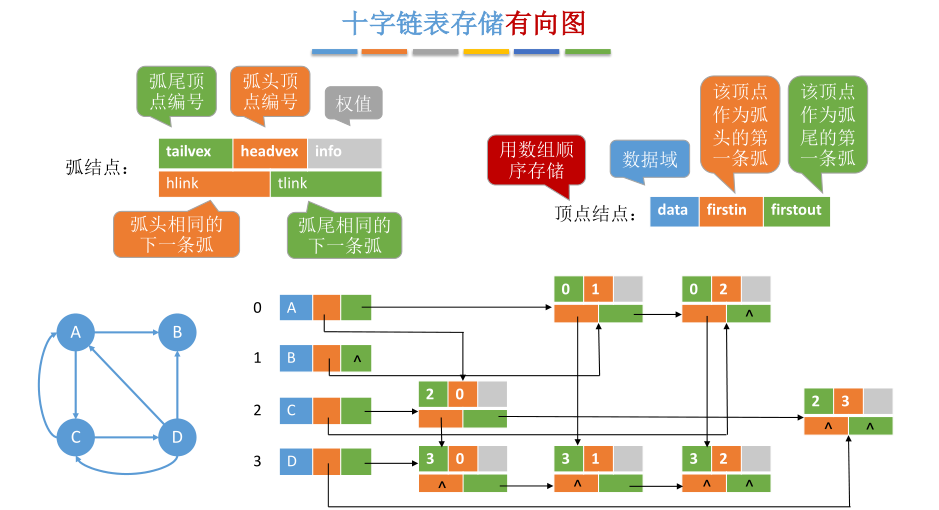 十字链表存储有向图
弧尾顶
点编号
弧头顶
点编号
权值
该顶点
作为弧
头的第
一条弧
该顶点
作为弧
尾的第
一条弧
用数组顺
序存储
数据域
弧结点：
tailvex headvex info
hlink tlink
顶点结点：
data firstin firstout
弧头相同的
下一条弧
弧尾相同的
下一条弧
A B
C D
0 A
0 1
0 2
^
1 B ^
2 0
2 C
2 3
^ ^
3 D
3 0
^
3 1
^
3 2
^ ^